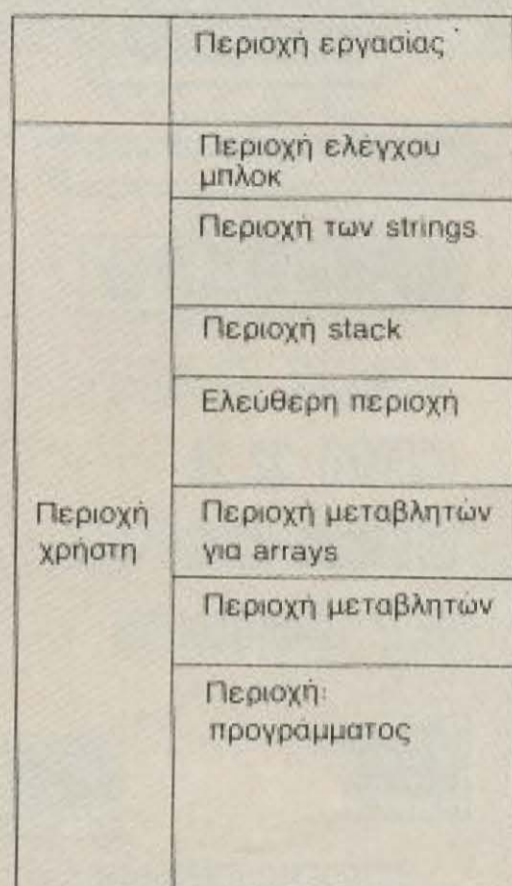 Περιοχή εργασίας
Περιοχή ελέγχου
μπλοκ
Περιοχή των strings
Περιοχή stack
Ελεύθερη περιοχή
Περιοχή
χρήστη
Περιοχή μεταβλητών
για arrays
Περιοχή μεταβλητών
Περιοχή:
προγράμματος